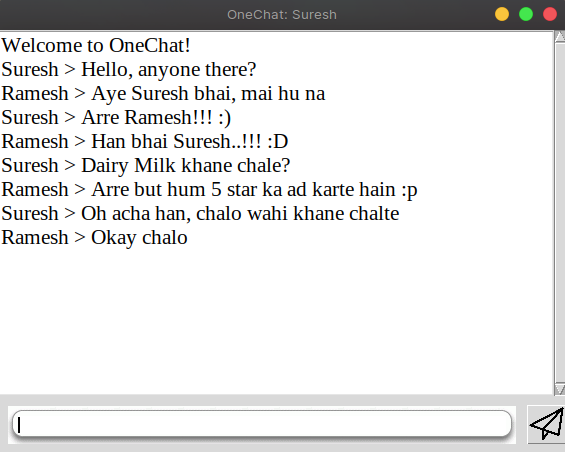 OneChat: Suresh
Welcome to OneChat!
Suresh > Hello, anyone there?
Ramesh > Aye Suresh bhai, mai hu na
Suresh > Arre Ramesh!!! :)
Ramesh > Han bhai Suresh..!!! :D
Suresh > Dairy Milk khane chale?
Ramesh > Arre but hum 5 star ka ad karte hain :p
Suresh > Oh acha han, chalo wahi khane chalte
Ramesh > Okay chalo